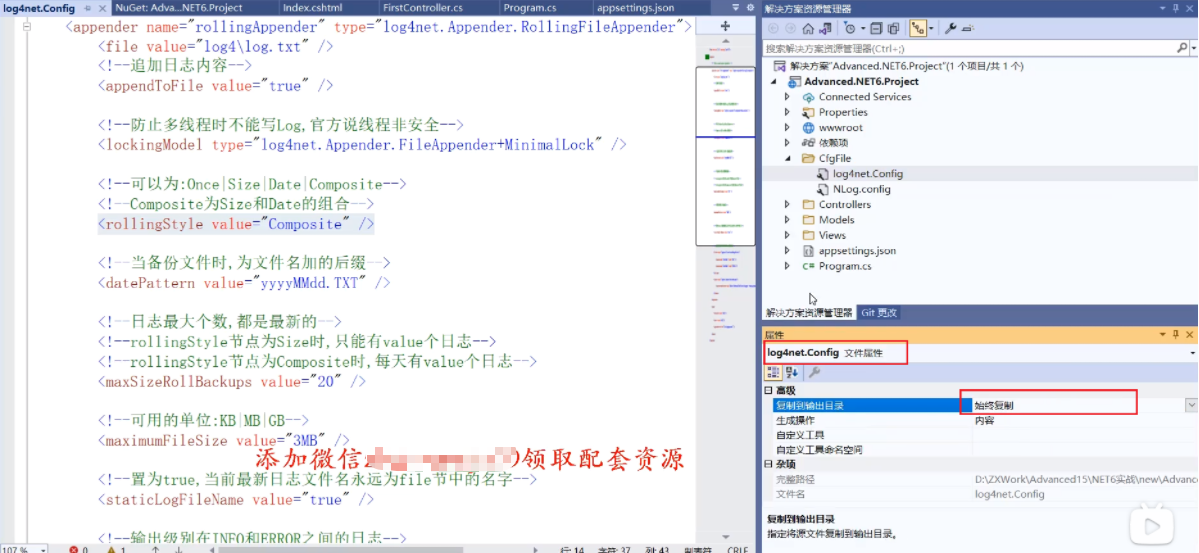 log4net.Config
NuGet: Adva...NET6.Project
Index.cshtml
FirstController.cs
Program.cs
appsettings.json
<appender name="rollingAppender" type="log4net.Appender.RollingFileAppender">
<file value="log4\log.txt" />
<!--追加日志内容-->
<appendToFile value="true" />
<!--防止多线程时不能写Log,官方说线程非安全-->
<lockingModel type="log4net.Appender.FileAppender+MinimalLock" />
<!--可以为:Once|Size|Date|Composite-->
<!--Composite为Size和Date的组合-->
<rollingStyle value="Composite" />
<!--当备份文件时,为文件名加的后缀-->
<datePattern value="yyyyMMdd.TXT" />
<!--日志最大个数,都是最新的-->
<!--rollingStyle节点为Size时,只能有value个日志-->
<!--rollingStyle节点为Composite时,每天有value个日志-->
<maxSizeRollBackups value="20" />
<!--可用的单位:KB|MB|GB-->
<maximumFileSize value="3MB" />
添加微信 领取配套资源
<!--置为true,当前最新日志文件名永远为file节中的名字-->
<staticLogFileName value="true" />
<!--输出级别在INFO和ERROR之间的日志-->
107 %
0
1
行: 14
字符: 37
列: 43
制表符
CRLF
解决方案资源管理器
搜索解决方案资源管理器(Ctrl+;)
解决方案"Advanced.NET6.Project"(1 个项目/共 1 个)
Advanced.NET6.Project
Connected Services
Properties
wwwroot
依赖项
CfgFile
log4net.Config
NLog.config
Controllers
Models
Views
appsettings.json
C# Program.cs
解决方案资源管理器
Git 更改
属性
log4net.Config 文件属性
高级
复制到输出目录 始终复制
生成操作 内容
自定义工具
自定义工具命名空间
杂项
完整路径 D:\ZXWork\Advanced15\NET6实战\new\Advanc
文件名 log4net.Config
复制到输出目录
指定将源文件复制到输出目录。